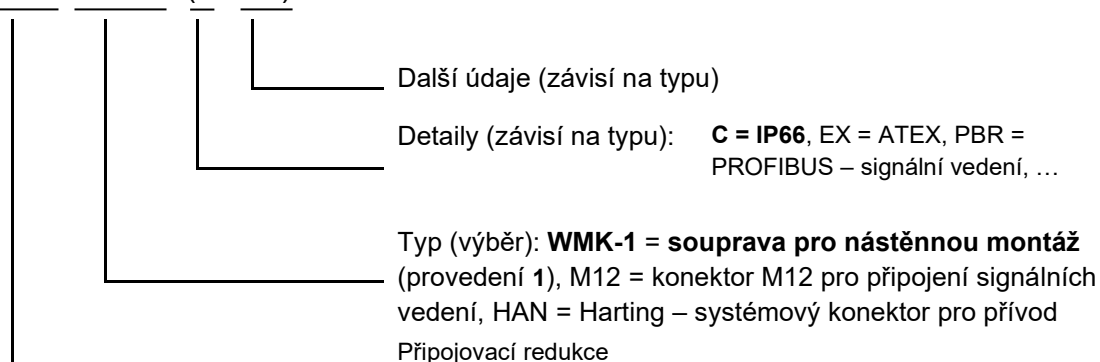 Další údaje (závisí na typu)
Detaily (závisí na typu): C = IP66, EX = ATEX, PBR =
PROFIBUS – signální vedení, …
Typ (výběr): WMK-1 = souprava pro nástěnnou montáž
(provedení 1), M12 = konektor M12 pro připojení signálních
vedení, HAN = Harting – systémový konektor pro přívod
Připojovací redukce